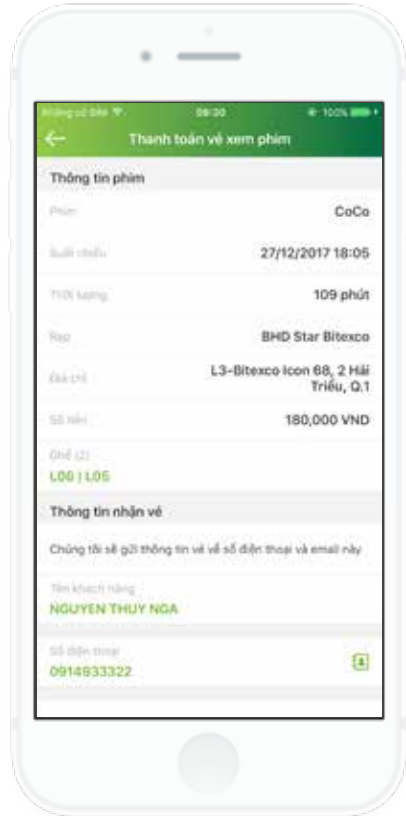 Không có SIM 09:30 100%
Thanh toán vé xem phim
Thông tin phim
Phim CoCo
Suất chiếu 27/12/2017 18:05
Thời lượng 109 phút
Rạp BHD Star Bitexco
Địa chỉ L3-Bitexco Icon 68, 2 Hải
Triều, Q.1
Số tiền 180,000 VND
Ghế (2)
L06 | L05
Thông tin nhận vé
Chúng tôi sẽ gửi thông tin vé về số điện thoại và email này
Tên khách hàng
NGUYEN THUY NGA
Số điện thoại
0914933322